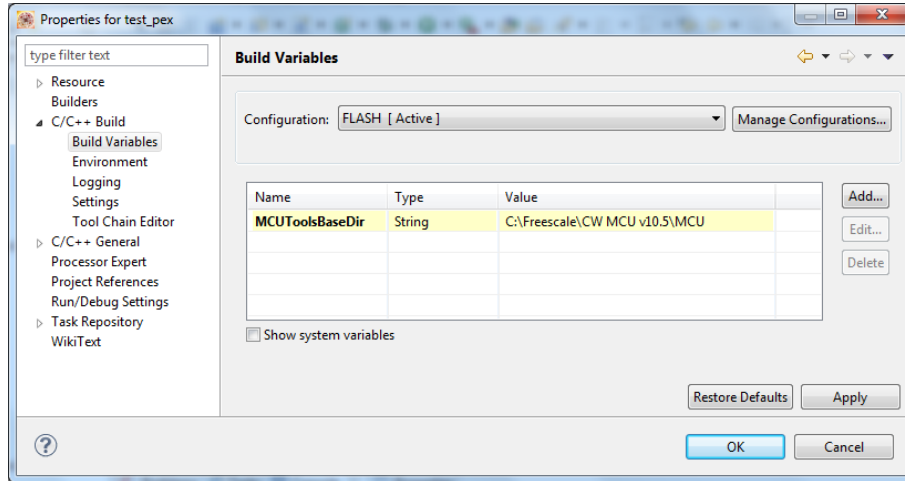 Properties for test_pex
type filter text
Resource
Builders
C/C++ Build
Build Variables
Environment
Logging
Settings
Tool Chain Editor
C/C++ General
Processor Expert
Project References
Run/Debug Settings
Task Repository
WikiText
Build Variables
Configuration: FLASH [ Active ] Manage Configurations...
Name Type Value
MCUToolsBaseDir String C:\Freescale\CW MCU v10.5\MCU
Add...
Edit...
Delete
Show system variables
Restore Defaults Apply
OK Cancel